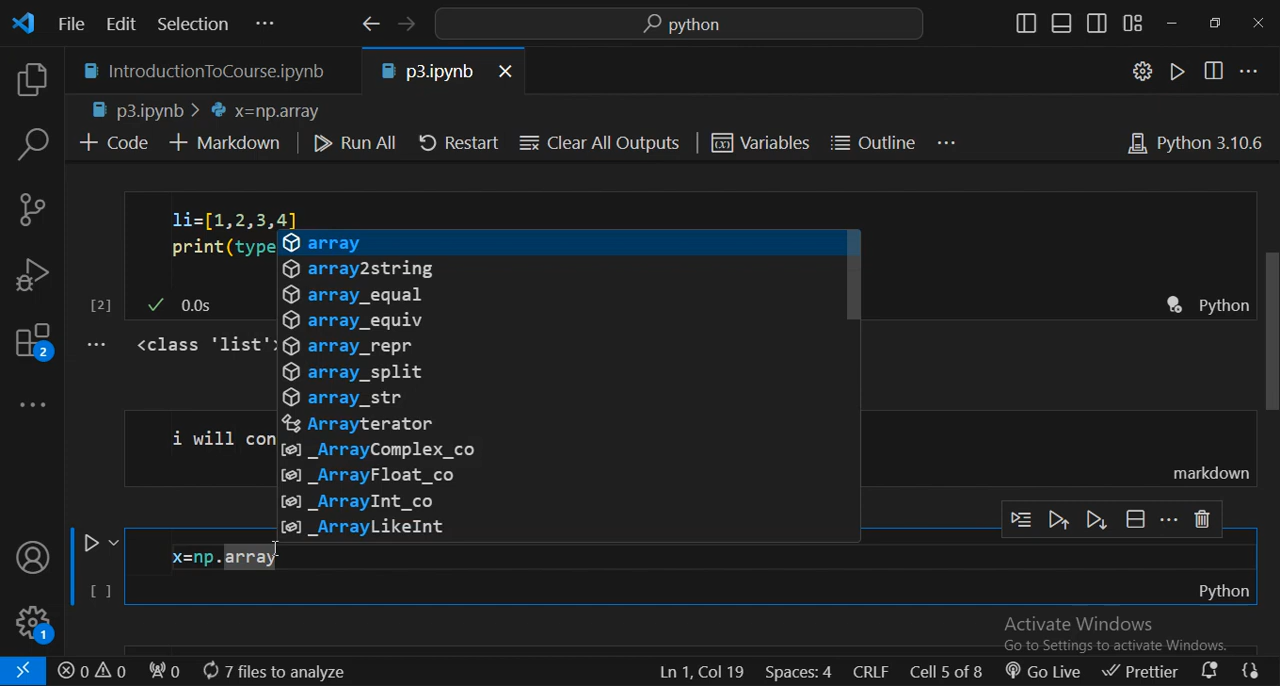 File Edit Selection ··· python
IntroductionToCourse.ipynb p3.ipynb
p3.ipynb > x=np.array
+ Code + Markdown Run All Restart Clear All Outputs Variables Outline ··· Python 3.10.6
li=[1,2,3,4]
print(type
array
array2string
array_equal
array_equiv
array_repr
array_split
array_str
Arrayterator
_ArrayComplex_co
_ArrayFloat_co
_ArrayInt_co
_ArrayLikeInt
[2] 0.0s Python
<class 'list'>
i will con
markdown
2
x=np.array
[ ] Python
1
Activate Windows
Go to Settings to activate Windows.
0 0 0 7 files to analyze Ln 1, Col 19 Spaces: 4 CRLF Cell 5 of 8 Go Live Prettier